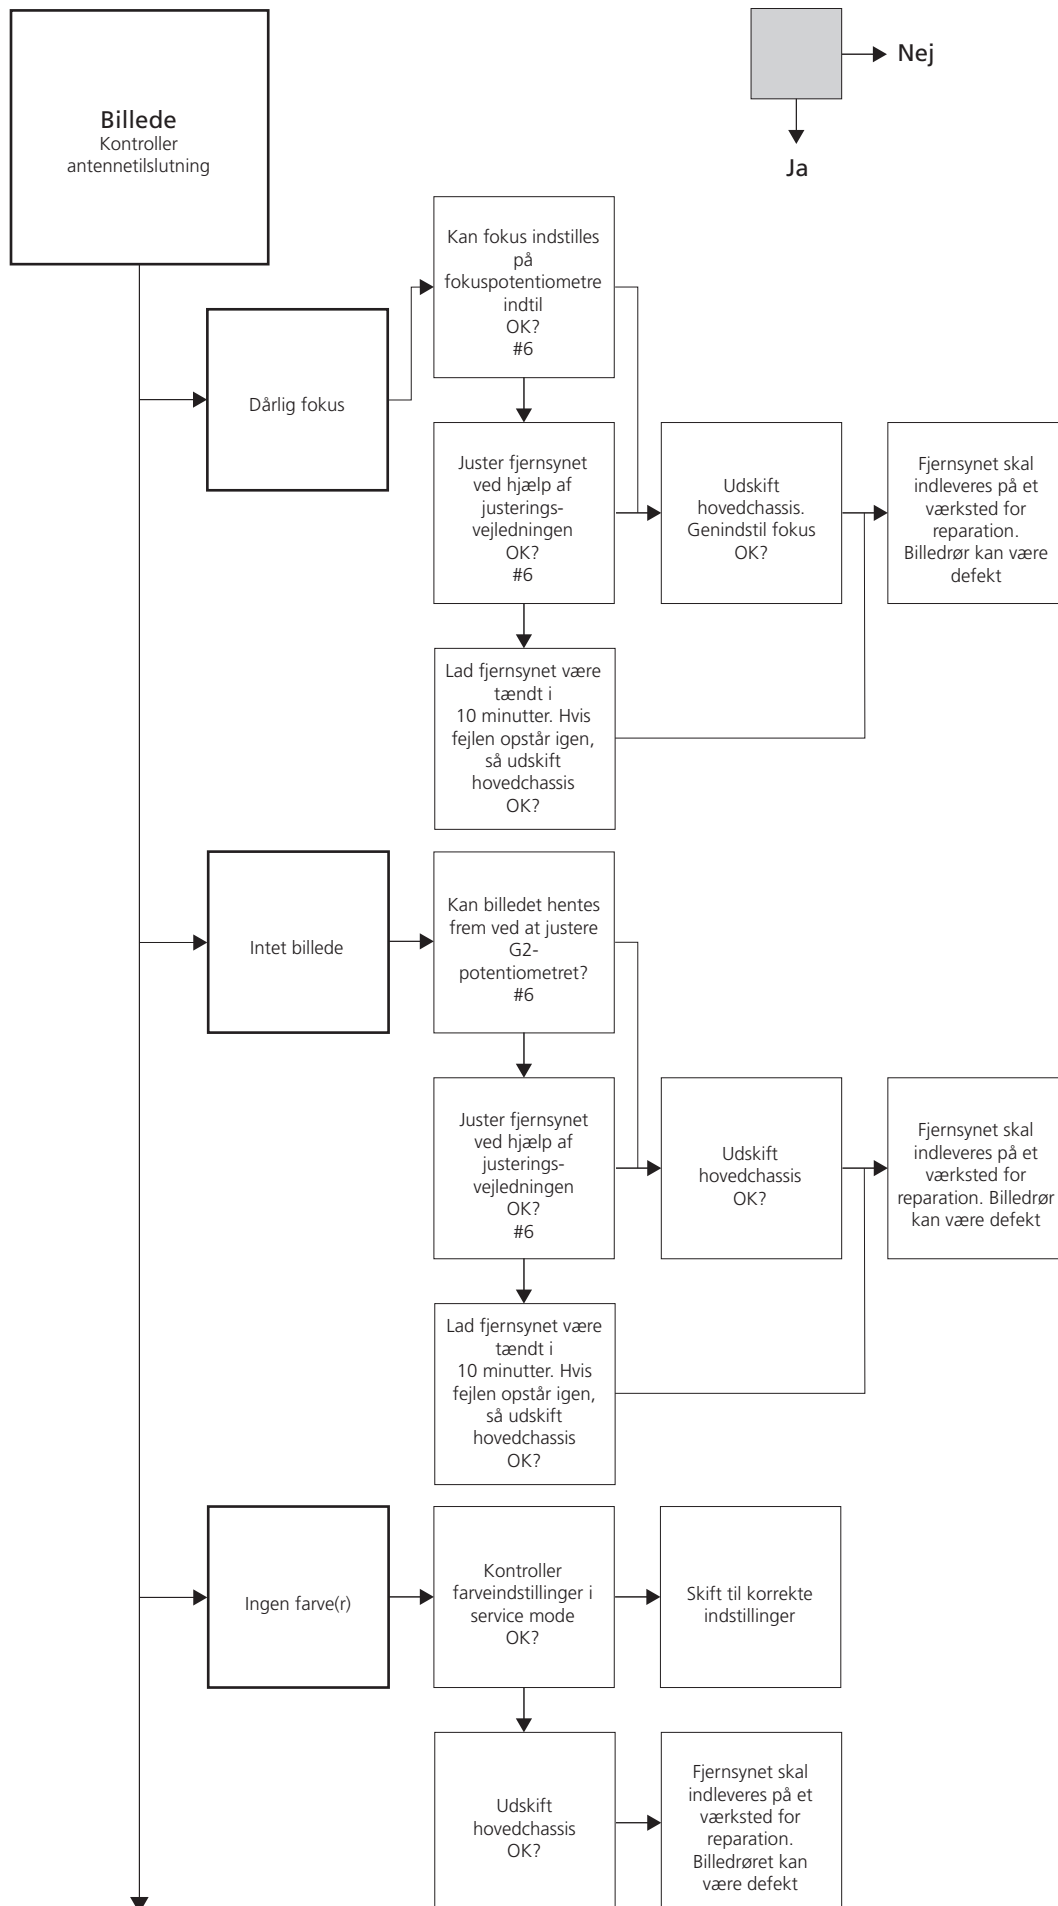 Billede
Kontroller
antennetilslutning
Nej
Ja
Kan fokus indstilles
på
fokuspotentiometre
indtil
OK?
#6
Dårlig fokus
Juster fjernsynet
ved hjælp af
justerings-
vejledningen
OK?
#6
Udskift
hovedchassis.
Genindstil fokus
OK?
Fjernsynet skal
indleveres på et
værksted for
reparation.
Billedrør kan være
defekt
Lad fjernsynet være
tændt i
10 minutter. Hvis
fejlen opstår igen,
så udskift
hovedchassis
OK?
Intet billede
Kan billedet hentes
frem ved at justere
G2-
potentiometret?
#6
Juster fjernsynet
ved hjælp af
justerings-
vejledningen
OK?
#6
Udskift
hovedchassis
OK?
Fjernsynet skal
indleveres på et
værksted for
reparation. Billedrør
kan være defekt
Lad fjernsynet være
tændt i
10 minutter. Hvis
fejlen opstår igen,
så udskift
hovedchassis
OK?
Ingen farve(r)
Kontroller
farveindstillinger i
service mode
OK?
Skift til korrekte
indstillinger
Udskift
hovedchassis
OK?
Fjernsynet skal
indleveres på et
værksted for
reparation.
Billedrøret kan
være defekt